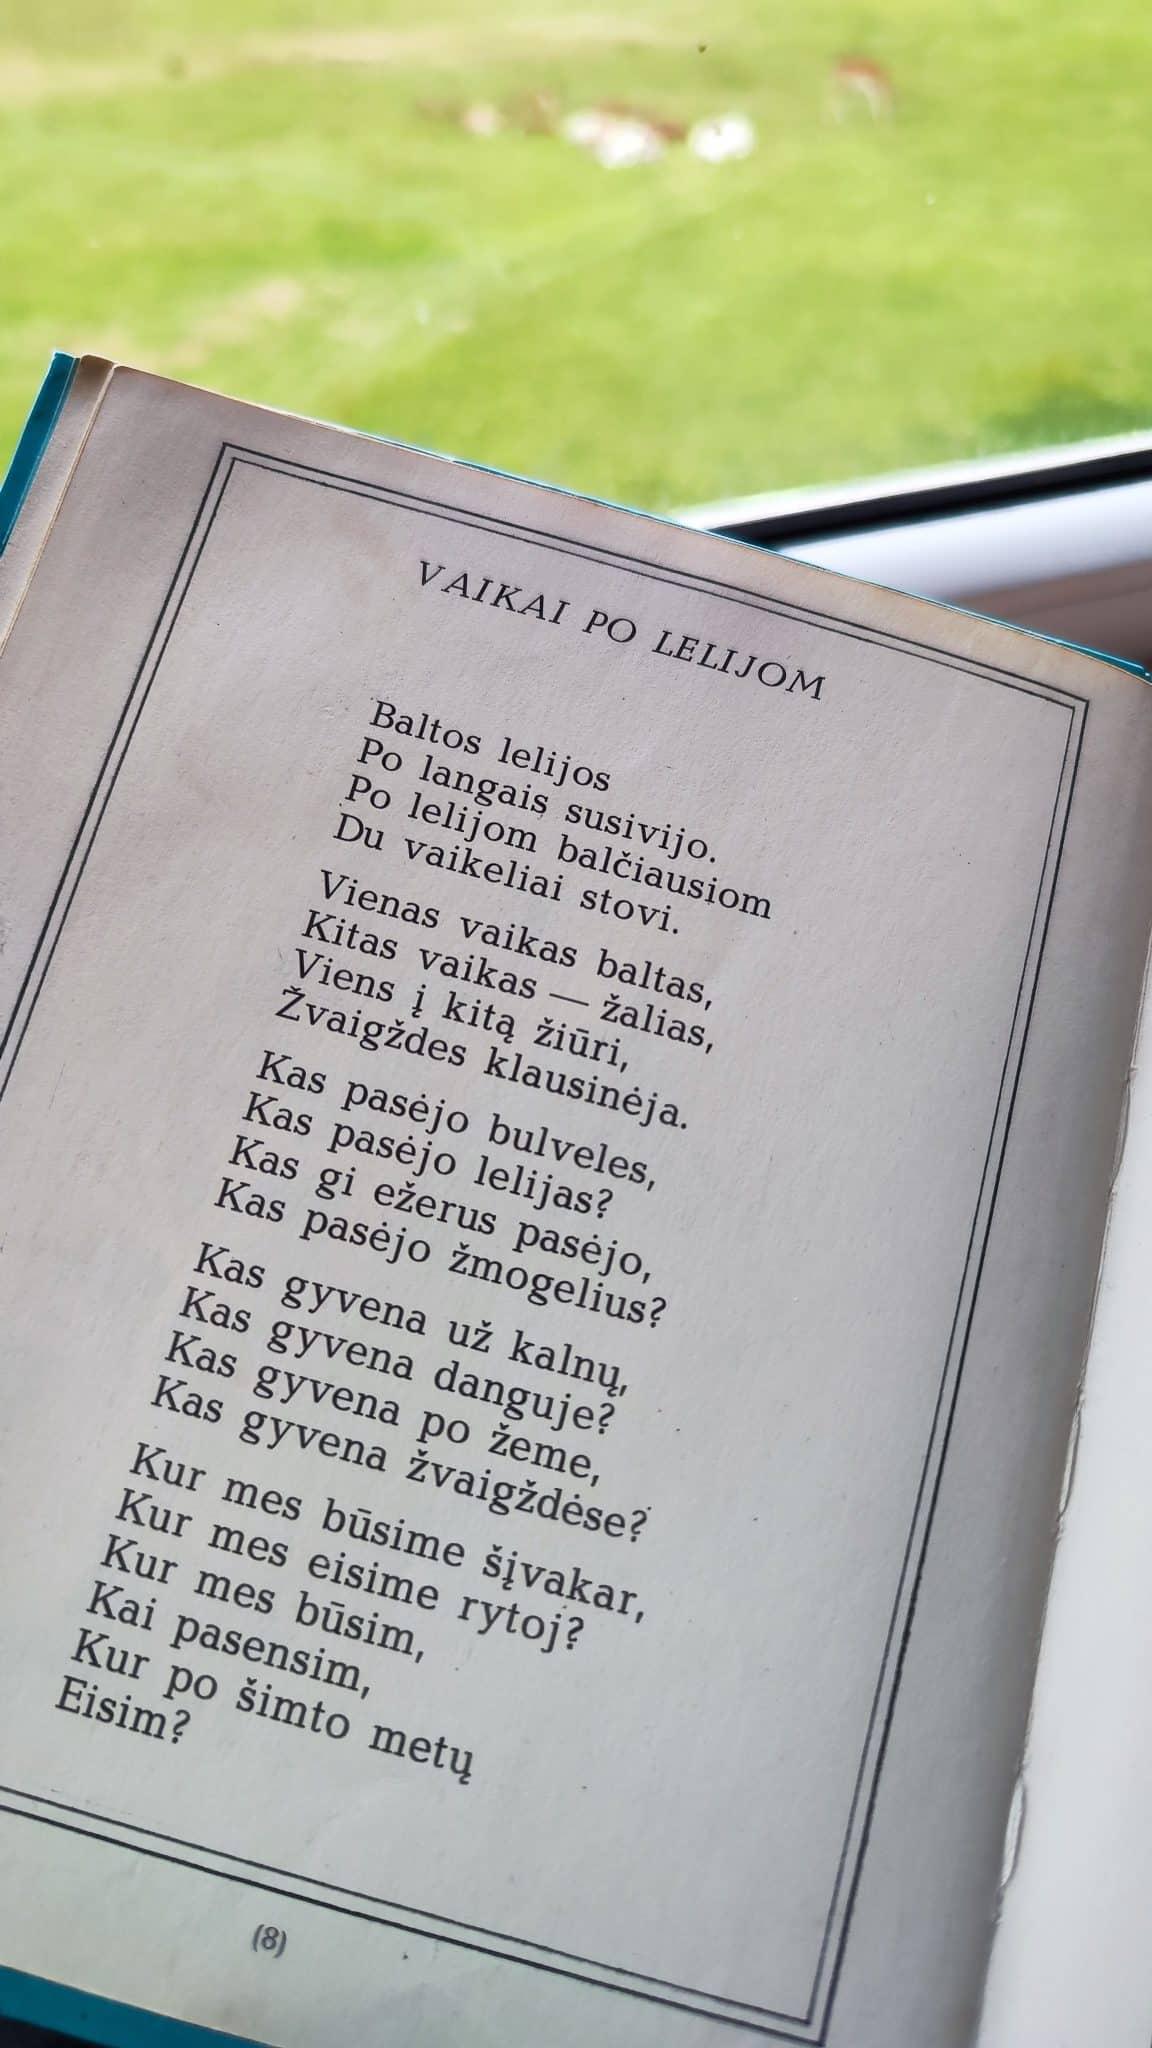 VAIKAI PO LELIJOM
Baltos lelijos
Po langais susivijo.
Po lelijom balčiausiom
Du vaikeliai stovi.
Vienas vaikas baltas,
Kitas vaikas — žalias,
Viens į kitą žiūri,
Žvaigždes klausinėja.
Kas pasėjo bulveles,
Kas pasėjo lelijas?
Kas gi ežerus pasėjo,
Kas pasėjo žmogelius?
Kas gyvena už kalnų,
Kas gyvena danguje?
Kas gyvena po žeme,
Kas gyvena žvaigždėse?
Kur mes būsime šįvakar,
Kur mes eisime rytoj?
Kur mes būsim,
Kai pasensim,
Kur po šimto metų
Eisim?
(8)